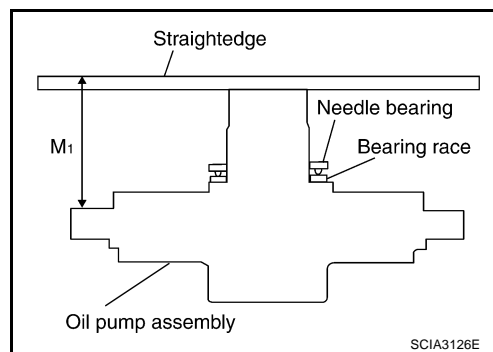 Straightedge
Needle bearing
M1
Bearing race
Oil pump assembly
SCIA3126E